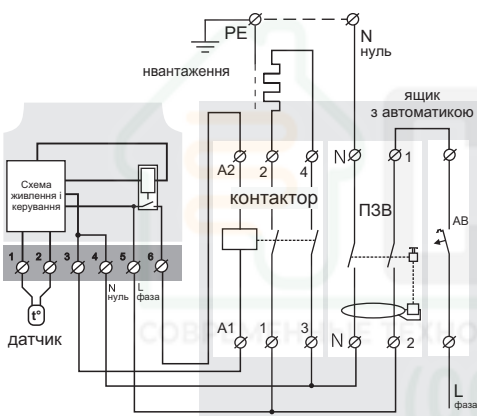 PE
N
нуль
нвантаження
ящик
з автоматикою
A2
2
4
N
1
контактор
ПЗВ
АВ
Схема
живлення і
керування
1
2
3
4
5
6
N
нуль
L
фаза
t°
датчик
A1
1
3
N
2
L
фаза